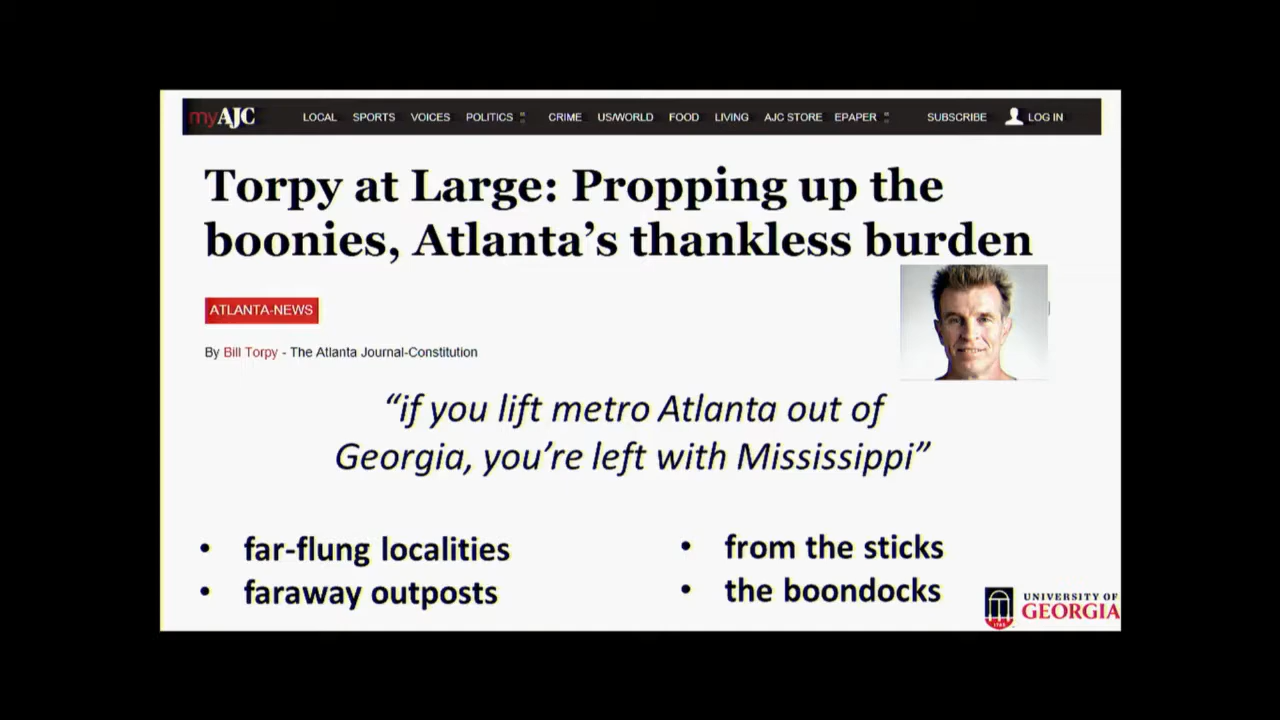 myAJC LOCAL SPORTS VOICES POLITICS CRIME US/WORLD FOOD LIVING AJC STORE EPAPER SUBSCRIBE LOG IN
Torpy at Large: Propping up the
boonies, Atlanta's thankless burden
ATLANTA-NEWS
By Bill Torpy - The Atlanta Journal-Constitution
“if you lift metro Atlanta out of
Georgia, you’re left with Mississippi”
• far-flung localities
• faraway outposts
• from the sticks
• the boondocks
UNIVERSITY OF
GEORGIA
1785